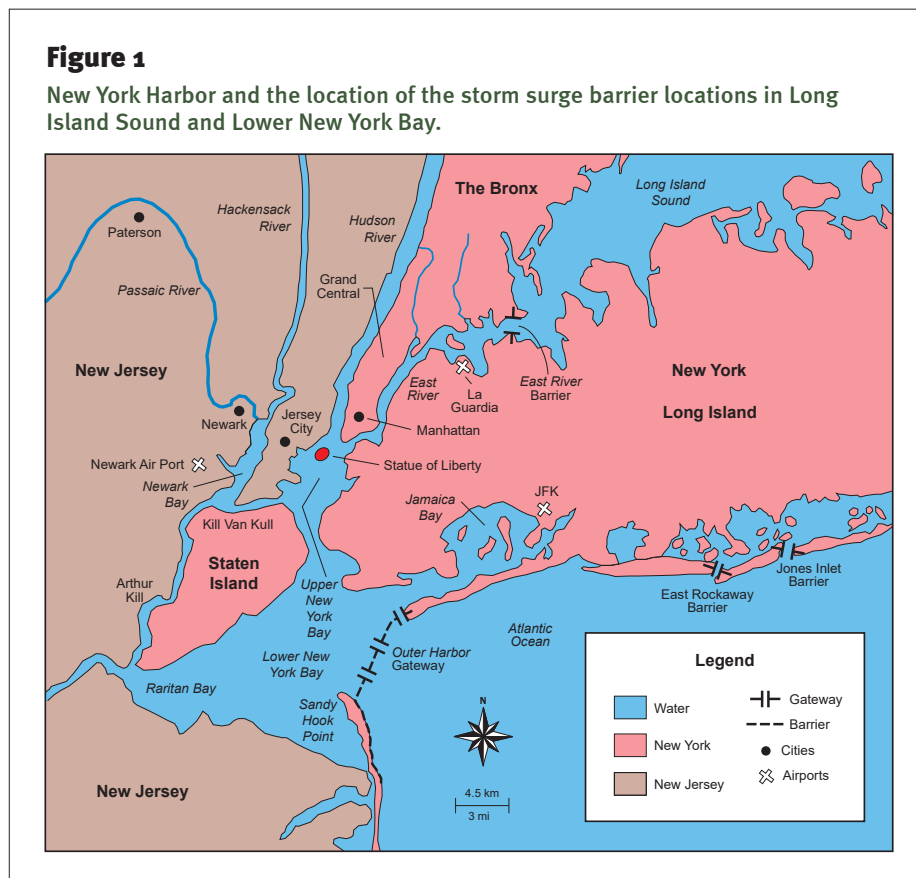 Figure 1
New York Harbor and the location of the storm surge barrier locations in Long
Island Sound and Lower New York Bay.
The Bronx
Long Island
Sound
Hackensack
River
Hudson
River
Paterson
Grand
Central
Passaic River
New Jersey
East
River
La
Guardia
East River
Barrier
New York
Long Island
Newark
Jersey
City
Manhattan
Newark Air Port
Statue of Liberty
Newark
Bay
Jamaica
Bay
JFK
Kill Van Kull
Staten
Island
Arthur
Kill
Upper
New
York
Bay
Jones Inlet
Barrier
East Rockaway
Barrier
Lower New
York Bay
Outer Harbor
Gateway
Atlantic
Ocean
Raritan Bay
Sandy
Hook
Point
New Jersey
N
4.5 km
3 mi
Legend
Water
New York
New Jersey
Gateway
Barrier
Cities
Airports